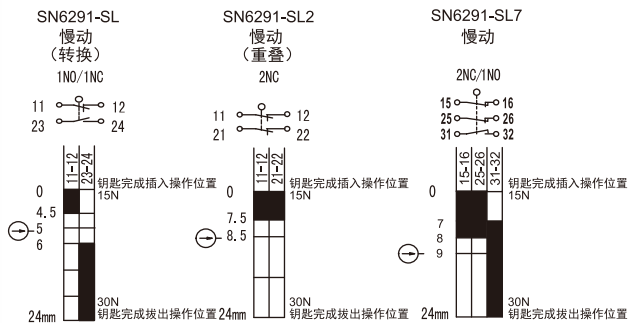 SN6291-SL
慢动
(转换)
1NO/1NC
11 12
23 24
11-12
23-24
0
4.5
5
6
24mm
钥匙完成插入操作位置
15N
30N
钥匙完成拔出操作位置
SN6291-SL2
慢动
(重叠)
2NC
11 12
21 22
11-12
21-22
0
7.5
8.5
24mm
钥匙完成插入操作位置
15N
30N
钥匙完成拔出操作位置
SN6291-SL7
慢动
2NC/1NO
15 16
25 26
31 32
15-16
25-26
31-32
0
7
8
9
24mm
钥匙完成插入操作位置
15N
30N
钥匙完成拔出操作位置